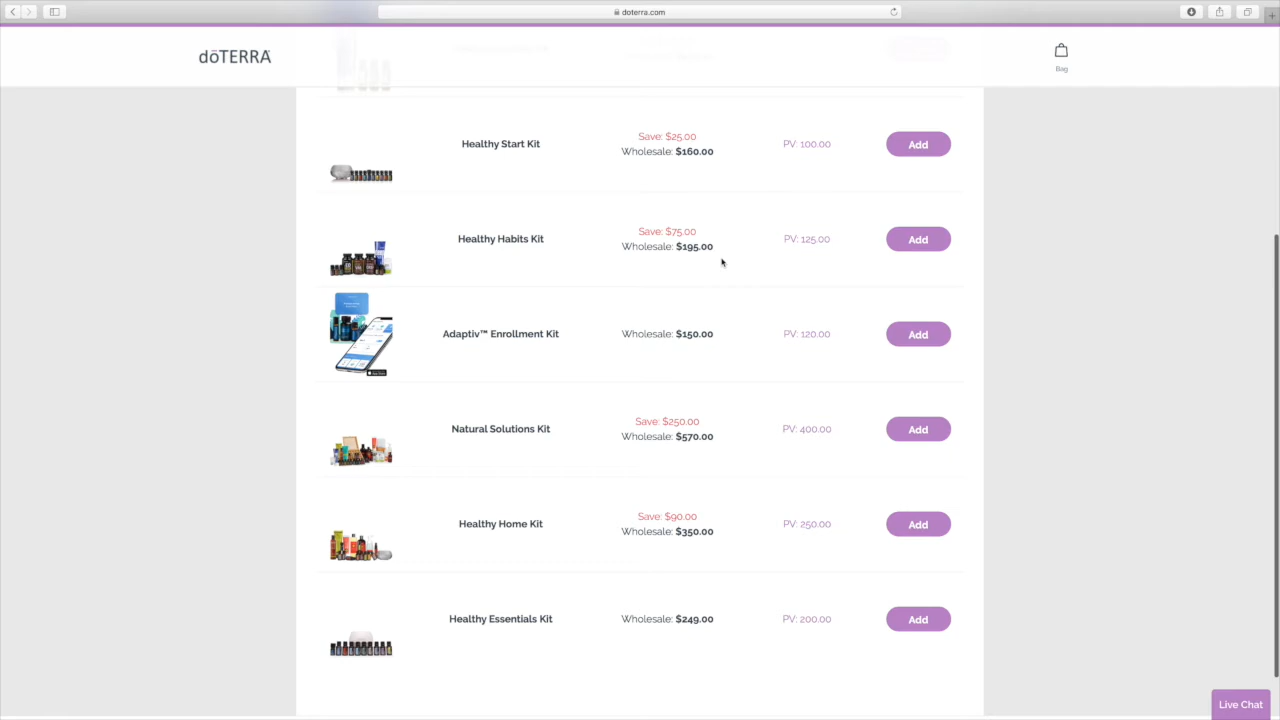 doterra.com
dōTERRA
Bag
Healthy Start Kit
Save: $25.00
Wholesale: $160.00
PV: 100.00
Add
Healthy Habits Kit
Save: $75.00
Wholesale: $195.00
PV: 125.00
Add
Adaptiv™ Enrollment Kit
Wholesale: $150.00
PV: 120.00
Add
Natural Solutions Kit
Save: $250.00
Wholesale: $570.00
PV: 400.00
Add
Healthy Home Kit
Save: $90.00
Wholesale: $350.00
PV: 250.00
Add
Healthy Essentials Kit
Wholesale: $249.00
PV: 200.00
Add
Live Chat